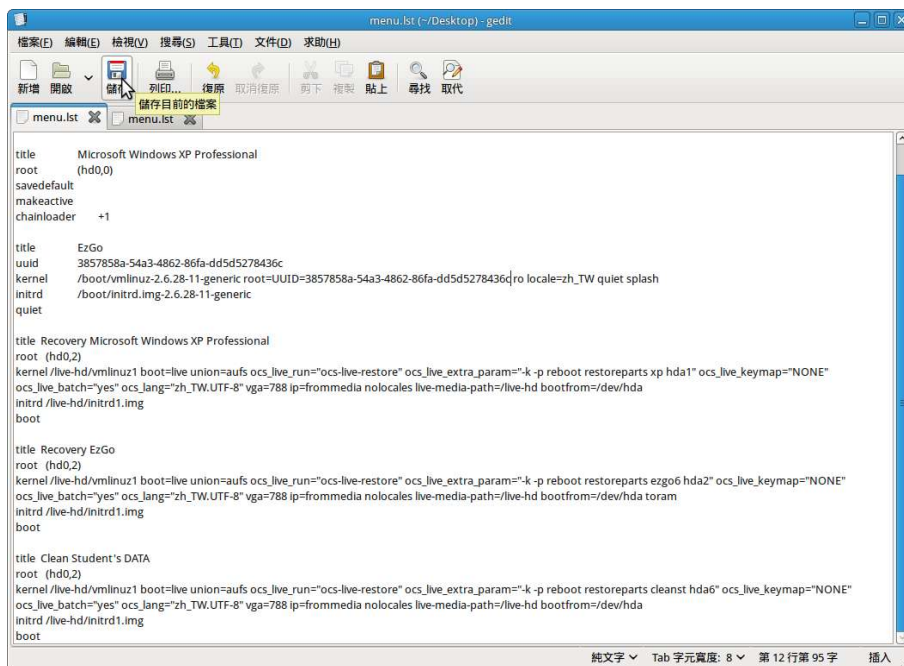 menu.lst (~/Desktop) - gedit
檔案(F) 編輯(E) 檢視(V) 搜尋(S) 工具(T) 文件(D) 求助(H)
新增 開啟 儲存 列印... 復原 取消復原 剪下 複製 貼上 尋找 取代
儲存目前的檔案
menu.lst menu.lst
title Microsoft Windows XP Professional
root (hd0,0)
savedefault
makeactive
chainloader +1
title EzGo
uuid 3857858a-54a3-4862-86fa-dd5d5278436c
kernel /boot/vmlinuz-2.6.28-11-generic root=UUID=3857858a-54a3-4862-86fa-dd5d5278436c ro locale=zh_TW quiet splash
initrd /boot/initrd.img-2.6.28-11-generic
quiet
title Recovery Microsoft Windows XP Professional
root (hd0,2)
kernel /live-hd/vmlinuz1 boot=live union=aufs ocs_live_run="ocs-live-restore" ocs_live_extra_param="-k -p reboot restoreparts xp hda1" ocs_live_keymap="NONE"
ocs_live_batch="yes" ocs_lang="zh_TW.UTF-8" vga=788 ip=frommedia nolocales live-media-path=/live-hd bootfrom=/dev/hda
initrd /live-hd/initrd1.img
boot
title Recovery EzGo
root (hd0,2)
kernel /live-hd/vmlinuz1 boot=live union=aufs ocs_live_run="ocs-live-restore" ocs_live_extra_param="-k -p reboot restoreparts ezgo6 hda2" ocs_live_keymap="NONE"
ocs_live_batch="yes" ocs_lang="zh_TW.UTF-8" vga=788 ip=frommedia nolocales live-media-path=/live-hd bootfrom=/dev/hda toram
initrd /live-hd/initrd1.img
boot
title Clean Student's DATA
root (hd0,2)
kernel /live-hd/vmlinuz1 boot=live union=aufs ocs_live_run="ocs-live-restore" ocs_live_extra_param="-k -p reboot restoreparts cleanst hda6" ocs_live_keymap="NONE"
ocs_live_batch="yes" ocs_lang="zh_TW.UTF-8" vga=788 ip=frommedia nolocales live-media-path=/live-hd bootfrom=/dev/hda
initrd /live-hd/initrd1.img
boot
純文字 Tab 字元寬度: 8 第 12 行第 95 字 插入